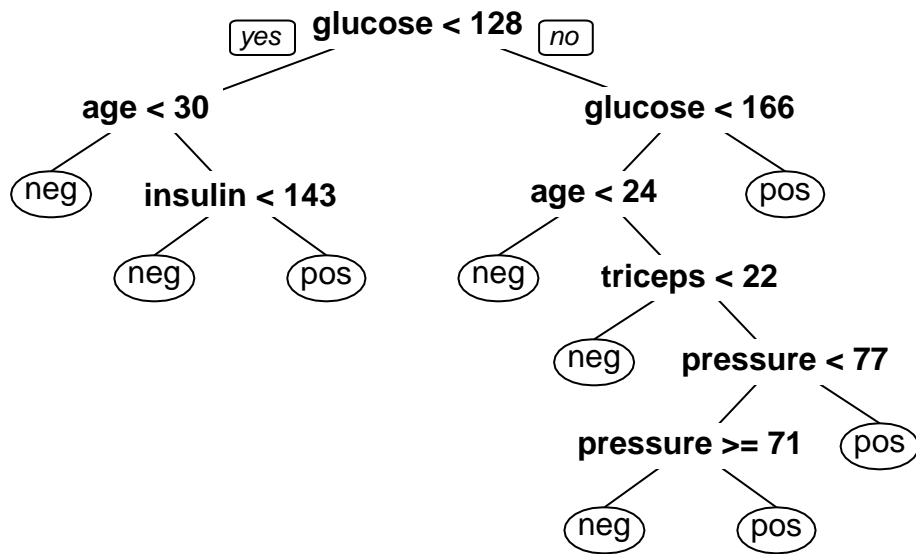 yes glucose < 128 no
age < 30 glucose < 166
neg insulin < 143 age < 24 pos
neg pos neg triceps < 22
neg pressure < 77
pressure >= 71 pos
neg pos